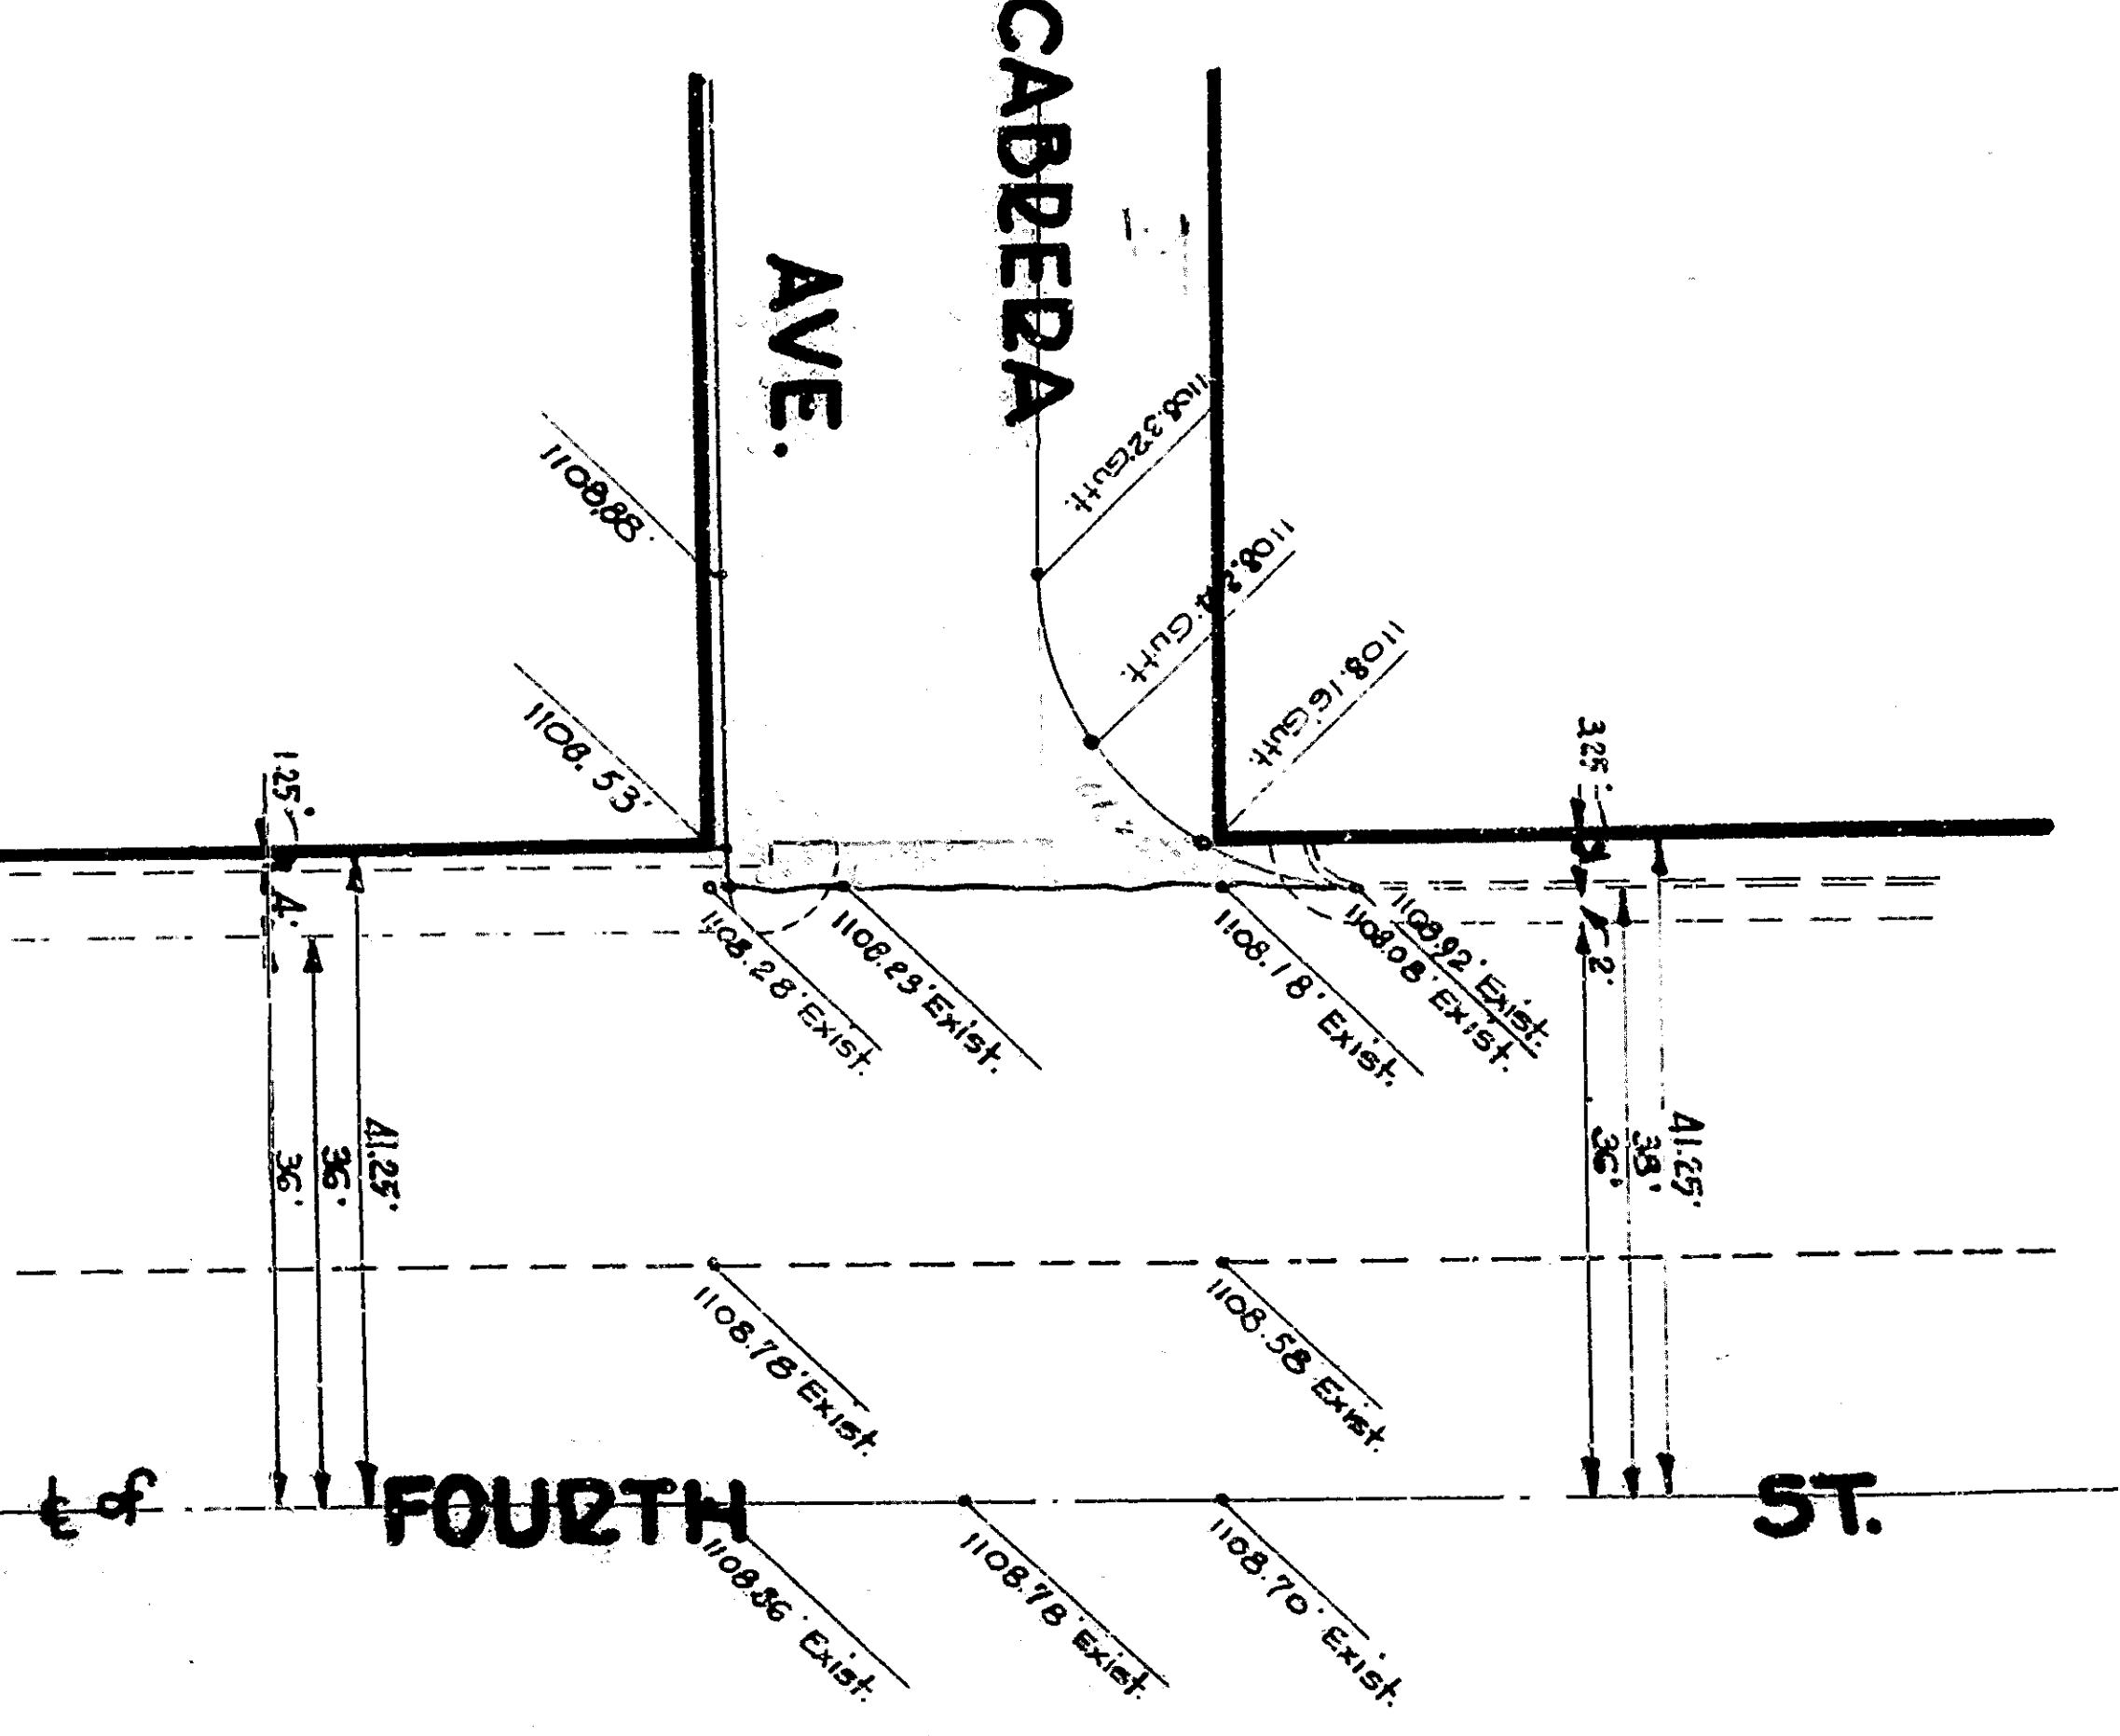 CABRERA
AVE.
1108.32' Gutt.
1108.88'
1108.24' Gutt.
1108.16' Gutt.
1108.53'
1.25'
3.25'
4'
2'
1108.28' Exist.
1108.23' Exist.
1108.18' Exist.
1108.08' Exist.
1108.92' Exist.
36'
36'
41.25'
36'
38'
41.25'
1108.78' Exist.
1108.58 Exist.
℄ of FOURTH ST.
1108.86' Exist.
1108.78' Exist.
1108.70' Exist.